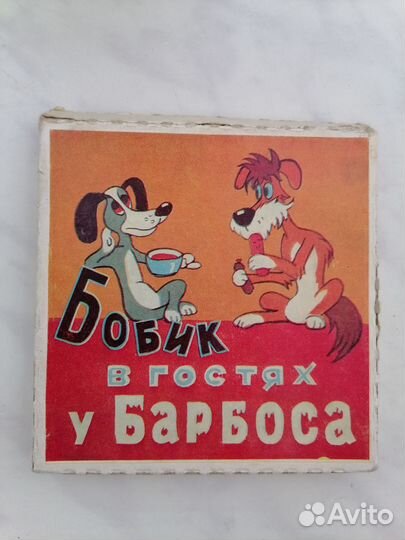 Бобик
в гостях
у Барбоса
Avito